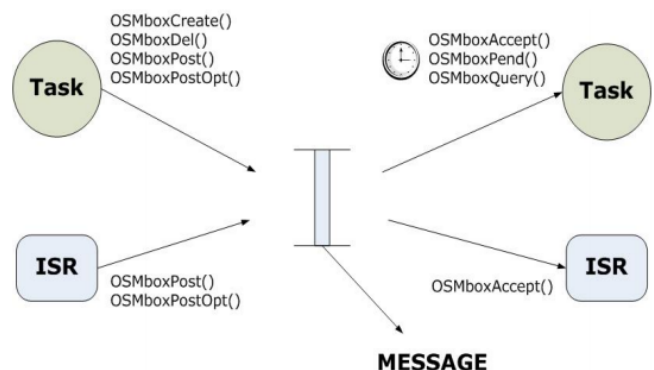 OSMboxCreate()
OSMboxDel()
OSMboxPost()
OSMboxPostOpt()
Task
OSMboxAccept()
OSMboxPend()
OSMboxQuery()
Task
ISR
OSMboxPost()
OSMboxPostOpt()
OSMboxAccept()
ISR
MESSAGE